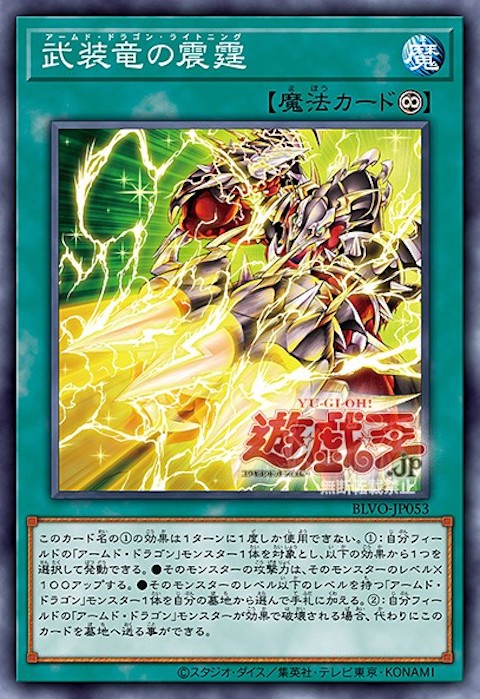 アームド・ドラゴン・ライトニング
武装竜の震霆
魔
まほう
【魔法カード】
YU-GI-OH!
遊戯王
.jp
無断転載禁止
BLVO-JP053
このカード名の①の効果は1ターンに1度しか使用できない。①：自分フィ
ールドの「アームド・ドラゴン」モンスター1体を対象とし、以下の効果から1つを
選択して発動できる。●そのモンスターの攻撃力は、そのモンスターのレベル×
100アップする。●そのモンスターのレベル以下のレベルを持つ「アームド・
ドラゴン」モンスター1体を自分の墓地から選んで手札に加える。②：自分フィー
ルドの「アームド・ドラゴン」モンスターが効果で破壊される場合、代わりにこの
カードを墓地へ送る事ができる。
©スタジオ・ダイス/集英社・テレビ東京・KONAMI